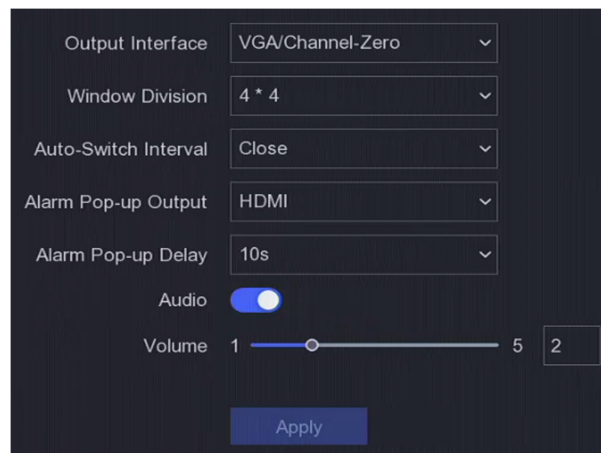 Output Interface VGA/Channel-Zero
Window Division 4 * 4
Auto-Switch Interval Close
Alarm Pop-up Output HDMI
Alarm Pop-up Delay 10s
Audio
Volume 1 5 2
Apply